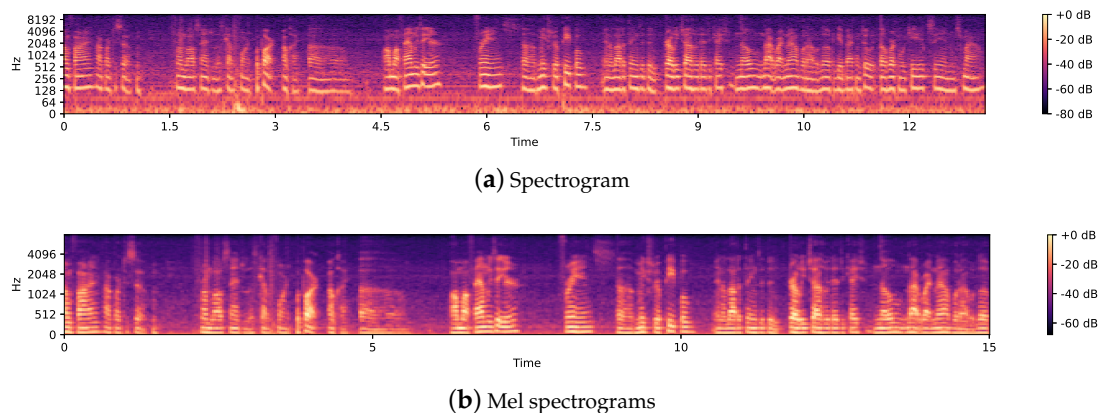 8192
4096
2048
1024
512
256
128
64
0
Hz
0 1.5 3 4.5 6 7.5 9 10 12
Time
+0 dB
+0 dB
-20 dB
-40 dB
-60 dB
-80 dB
(a) Spectrogram
4096
2048
1024
512
0
Hz
0 5 10 15
Time
+0 dB
-20 dB
-40 dB
-60 dB
(b) Mel spectrograms